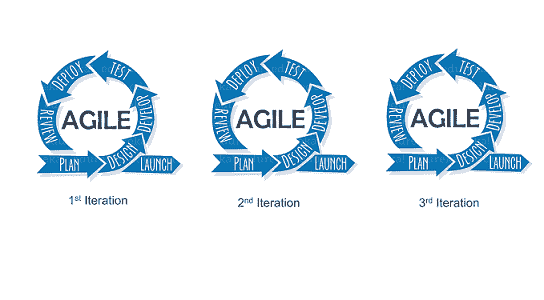 DEPLOY
TEST
REVIEW
AGILE
DEVELOP
PLAN
DESIGN
LAUNCH
1st Iteration
DEPLOY
TEST
REVIEW
AGILE
DEVELOP
PLAN
DESIGN
LAUNCH
2nd Iteration
DEPLOY
TEST
REVIEW
AGILE
DEVELOP
PLAN
DESIGN
LAUNCH
3rd Iteration